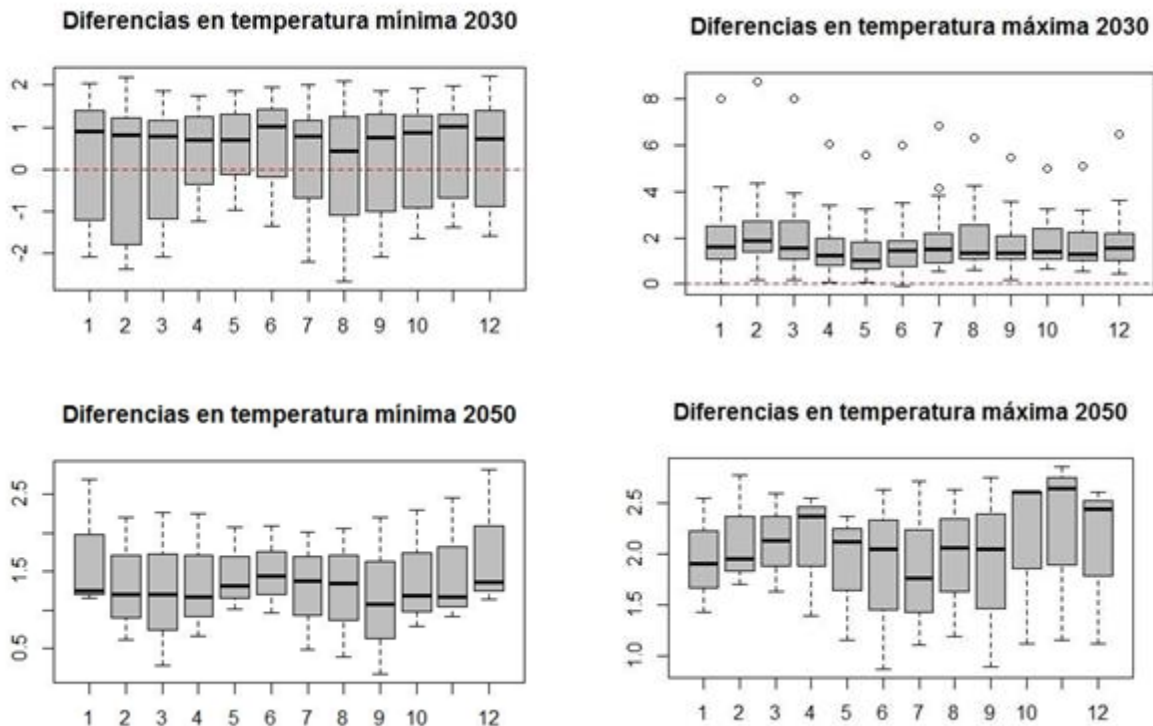 Diferencias en temperatura mínima 2030
2
1
0
-1
-2
1 2 3 4 5 6 7 8 9 10 12
Diferencias en temperatura máxima 2030
8
6
4
2
0
1 2 3 4 5 6 7 8 9 10 12
Diferencias en temperatura mínima 2050
2.5
1.5
0.5
1 2 3 4 5 6 7 8 9 10 12
Diferencias en temperatura máxima 2050
2.5
2.0
1.5
1.0
1 2 3 4 5 6 7 8 9 10 12